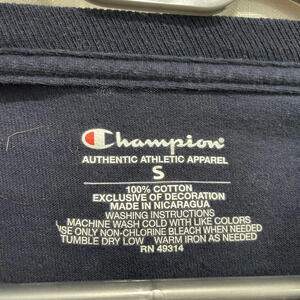 Champion
AUTHENTIC ATHLETIC APPAREL
S
100% COTTON
EXCLUSIVE OF DECORATION
MADE IN NICARAGUA
WASHING INSTRUCTIONS
MACHINE WASH COLD WITH LIKE COLORS
USE ONLY NON-CHLORINE BLEACH WHEN NEEDED
TUMBLE DRY LOW WARM IRON AS NEEDED
RN 49314